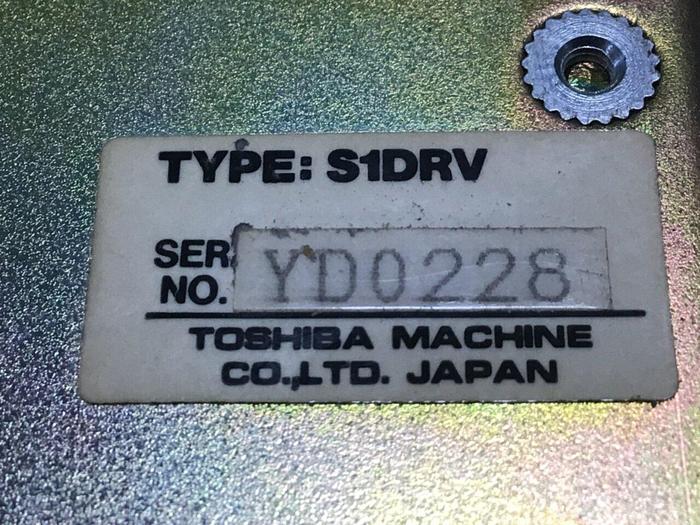 TYPE: S1DRV
SER. YD0228
NO.
TOSHIBA MACHINE
CO.,LTD. JAPAN